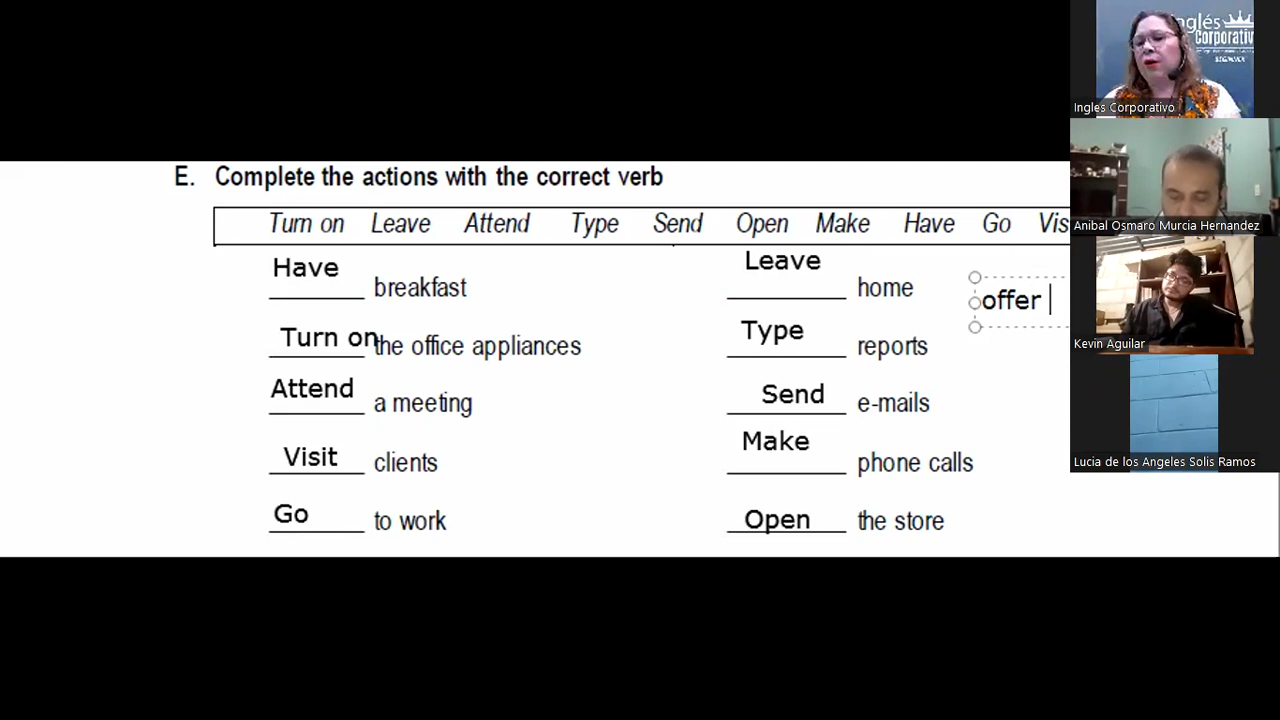 E. Complete the actions with the correct verb
Turn on Leave Attend Type Send Open Make Have Go Vis
Have breakfast
Leave home
offer
Turn on the office appliances
Type reports
Attend a meeting
Send e-mails
Visit clients
Make phone calls
Go to work
Open the store
Inglés
Corporativo
Ingles Corporativo
Anibal Osmaro Murcia Hernandez
Kevin Aguilar
Lucia de los Angeles Solis Ramos